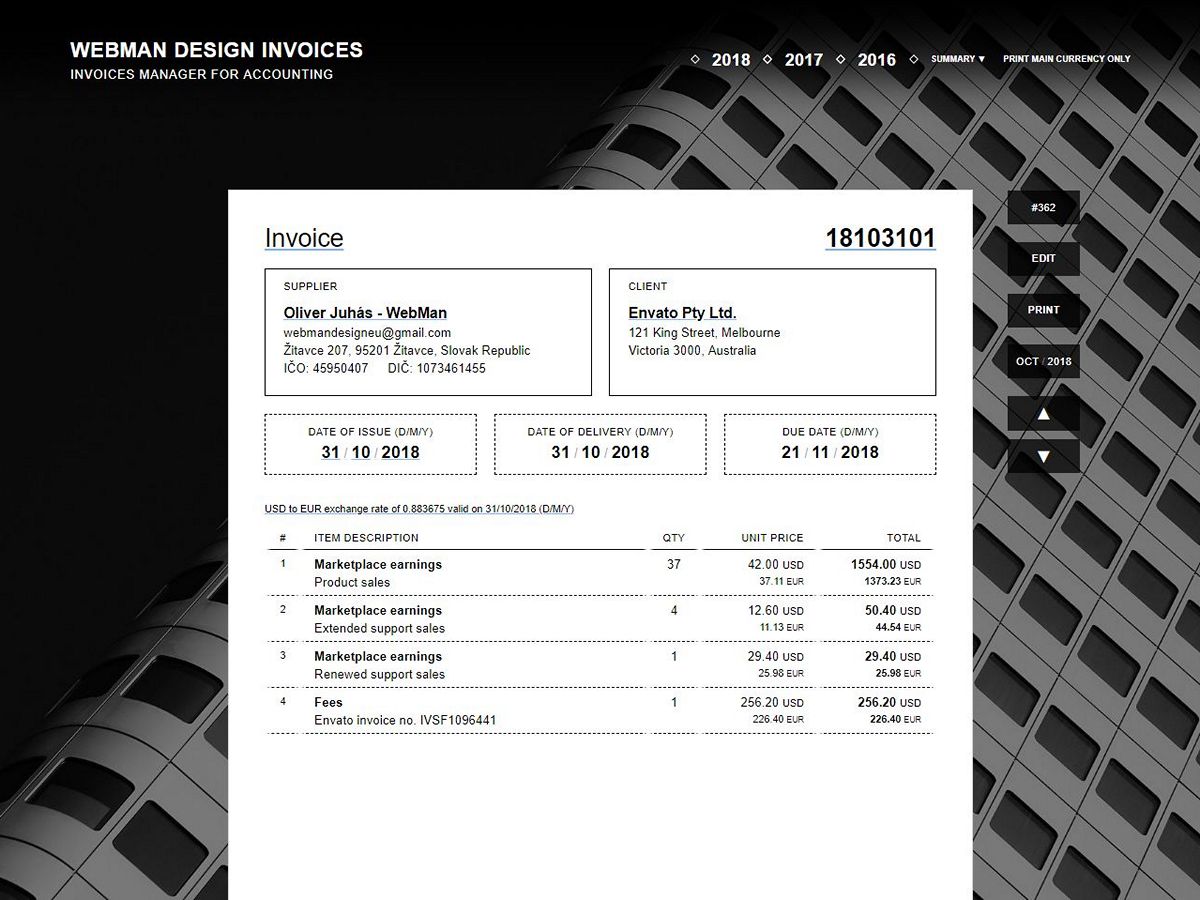 WEBMAN DESIGN INVOICES
INVOICES MANAGER FOR ACCOUNTING
2018 2017 2016 SUMMARY ▼ PRINT MAIN CURRENCY ONLY
#362
EDIT
PRINT
OCT / 2018
▲
▼
Invoice 18103101
SUPPLIER
Oliver Juhás - WebMan
webmandesigneu@gmail.com
Žitavce 207, 95201 Žitavce, Slovak Republic
IČO: 45950407 DIČ: 1073461455
CLIENT
Envato Pty Ltd.
121 King Street, Melbourne
Victoria 3000, Australia
DATE OF ISSUE (D/M/Y)
31 / 10 / 2018
DATE OF DELIVERY (D/M/Y)
31 / 10 / 2018
DUE DATE (D/M/Y)
21 / 11 / 2018
USD to EUR exchange rate of 0.883675 valid on 31/10/2018 (D/M/Y)
# ITEM DESCRIPTION QTY UNIT PRICE TOTAL
1 Marketplace earnings 37 42.00 USD 1554.00 USD
Product sales 37.11 EUR 1373.23 EUR
2 Marketplace earnings 4 12.60 USD 50.40 USD
Extended support sales 11.13 EUR 44.54 EUR
3 Marketplace earnings 1 29.40 USD 29.40 USD
Renewed support sales 25.98 EUR 25.98 EUR
4 Fees 1 256.20 USD 256.20 USD
Envato invoice no. IVSF1096441 226.40 EUR 226.40 EUR